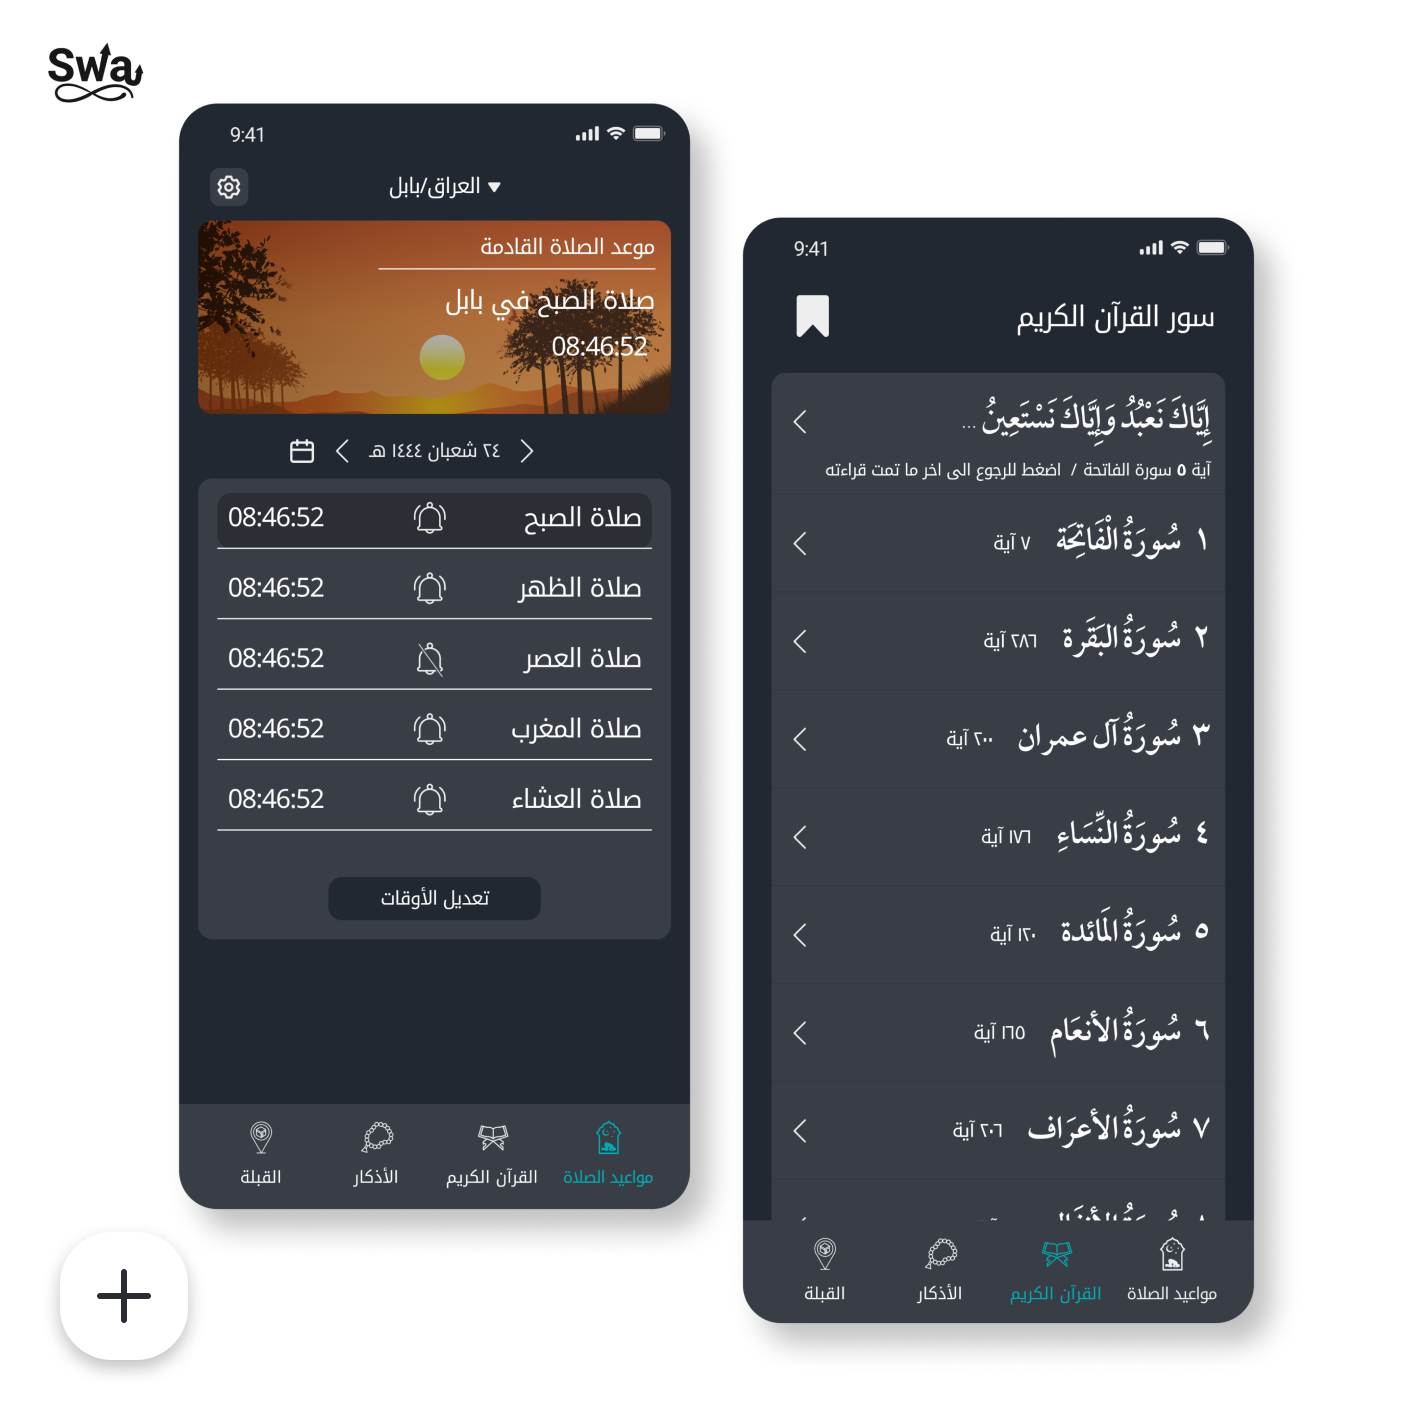 Swa
9:41
العراق/بابل
موعد الصلاة القادمة
صلاة الصبح في بابل
08:46:52
٢٤ شعبان ١٤٤٤ هـ
صلاة الصبح 08:46:52
صلاة الظهر 08:46:52
صلاة العصر 08:46:52
صلاة المغرب 08:46:52
صلاة العشاء 08:46:52
تعديل الأوقات
مواعيد الصلاة القرآن الكريم الأذكار القبلة
9:41
سور القرآن الكريم
إِيَّاكَ نَعْبُدُ وَإِيَّاكَ نَسْتَعِينُ ...
آية ٥ سورة الفاتحة / اضغط للرجوع الى اخر ما تمت قراءته
١ سُورَةُ الْفَاتِحَة ٧ آية
٢ سُورَةُ البَقَرة ٢٨٦ آية
٣ سُورَةُ آل عمران ٢٠٠ آية
٤ سُورَةُ النِّسَاءِ ١٧٦ آية
٥ سُورَةُ المَائدة ١٢٠ آية
٦ سُورَةُ الأنعَام ١٦٥ آية
٧ سُورَةُ الأعرَاف ٢٠٦ آية
مواعيد الصلاة القرآن الكريم الأذكار القبلة